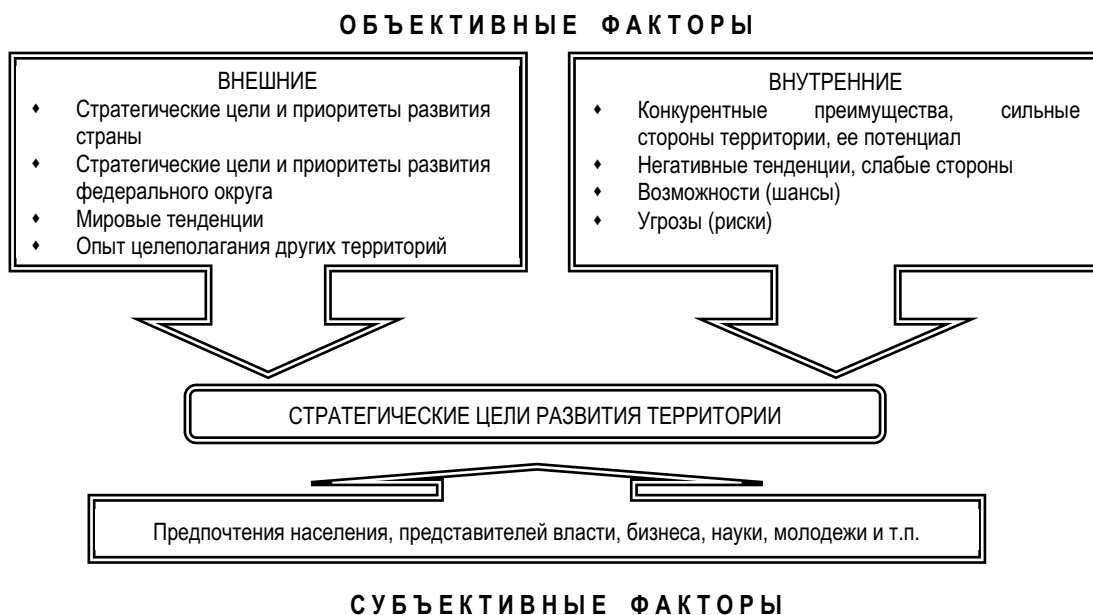 ОБЪЕКТИВНЫЕ ФАКТОРЫ
ВНЕШНИЕ
♦ Стратегические цели и приоритеты развития
страны
♦ Стратегические цели и приоритеты развития
федерального округа
♦ Мировые тенденции
♦ Опыт целеполагания других территорий
ВНУТРЕННИЕ
♦ Конкурентные преимущества, сильные
стороны территории, ее потенциал
♦ Негативные тенденции, слабые стороны
♦ Возможности (шансы)
♦ Угрозы (риски)
СТРАТЕГИЧЕСКИЕ ЦЕЛИ РАЗВИТИЯ ТЕРРИТОРИИ
Предпочтения населения, представителей власти, бизнеса, науки, молодежи и т.п.
СУБЪЕКТИВНЫЕ ФАКТОРЫ